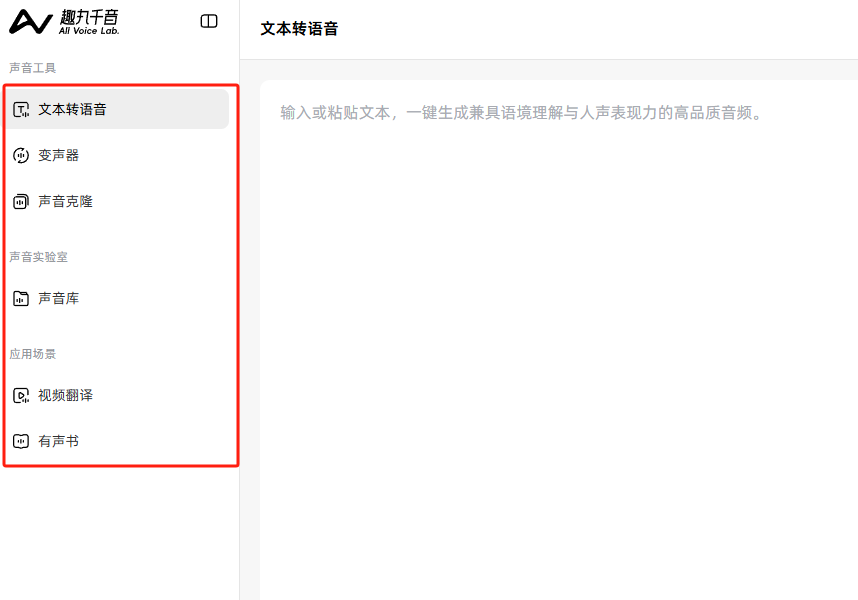 趣丸千音
All Voice Lab.
声音工具
文本转语音
变声器
声音克隆
声音实验室
声音库
应用场景
视频翻译
有声书
文本转语音
输入或粘贴文本，一键生成兼具语境理解与人声表现力的高品质音频。